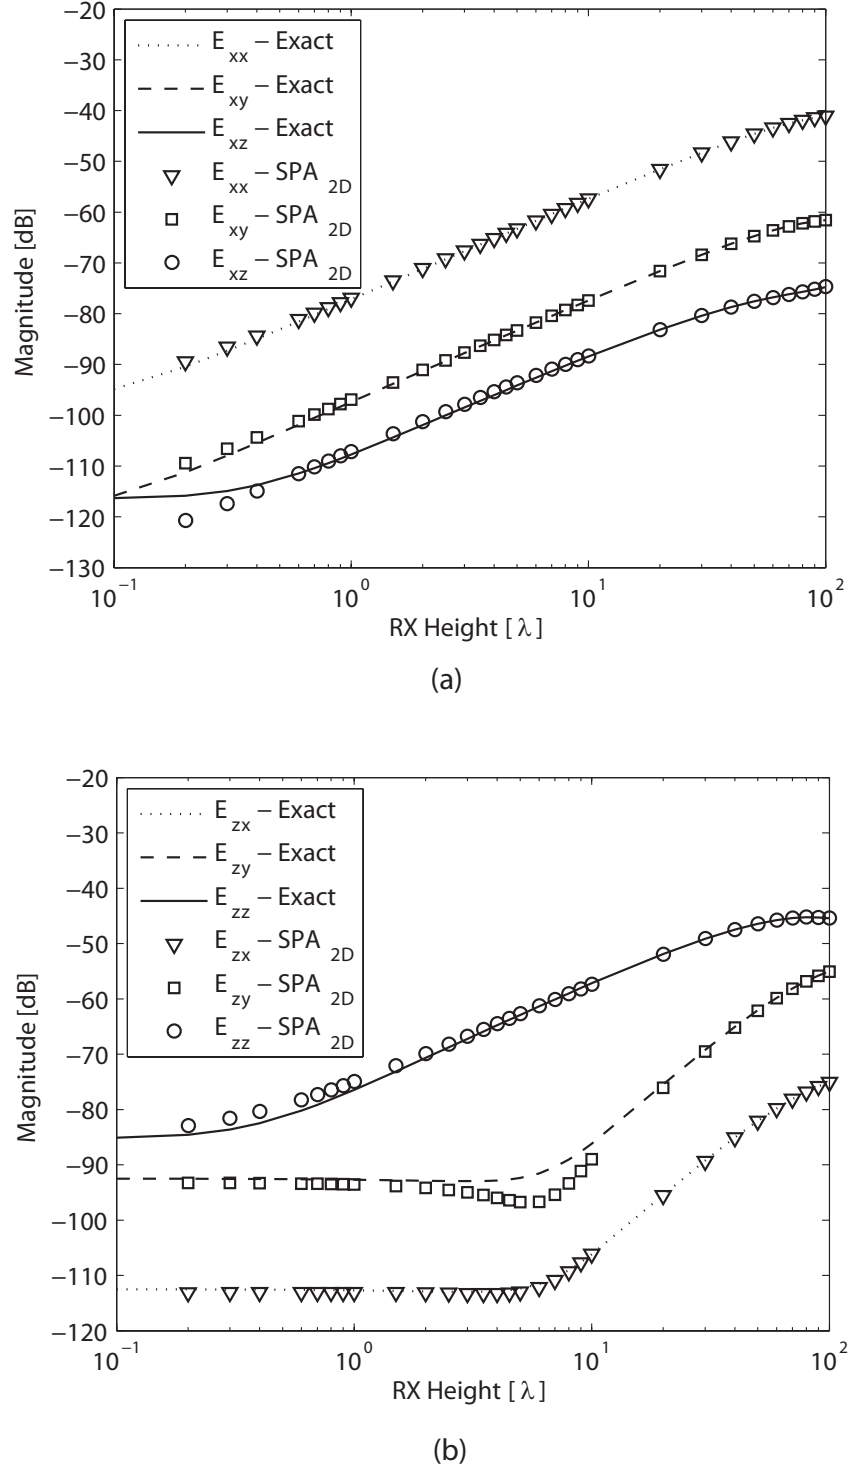 −20
−30
−40
−50
−60
−70
−80
−90
−100
−110
−120
−130
Magnitude [dB]
E xx − Exact
E xy − Exact
E xz − Exact
E xx − SPA 2D
E xy − SPA 2D
E xz − SPA 2D
10−1 100 101 102
RX Height [ λ ]
(a)
−20
−30
−40
−50
−60
−70
−80
−90
−100
−110
−120
Magnitude [dB]
E zx − Exact
E zy − Exact
E zz − Exact
E zx − SPA 2D
E zy − SPA 2D
E zz − SPA 2D
10−1 100 101 102
RX Height [ λ ]
(b)